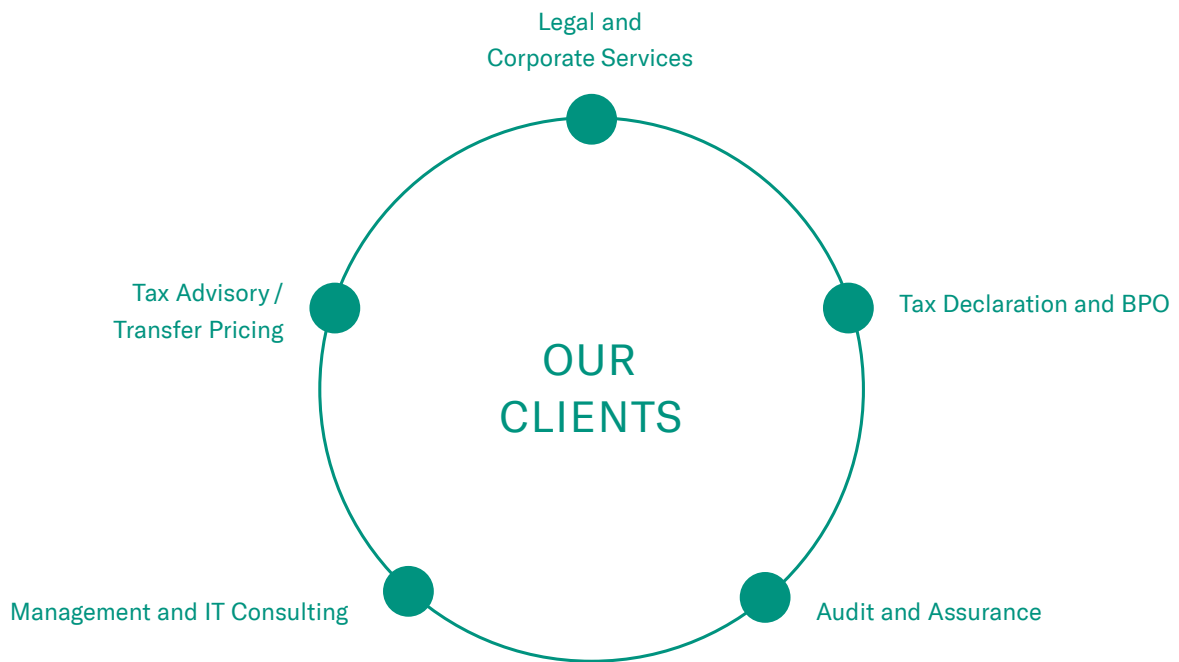 Legal and
Corporate Services
Tax Advisory /
Transfer Pricing
Tax Declaration and BPO
OUR
CLIENTS
Management and IT Consulting
Audit and Assurance